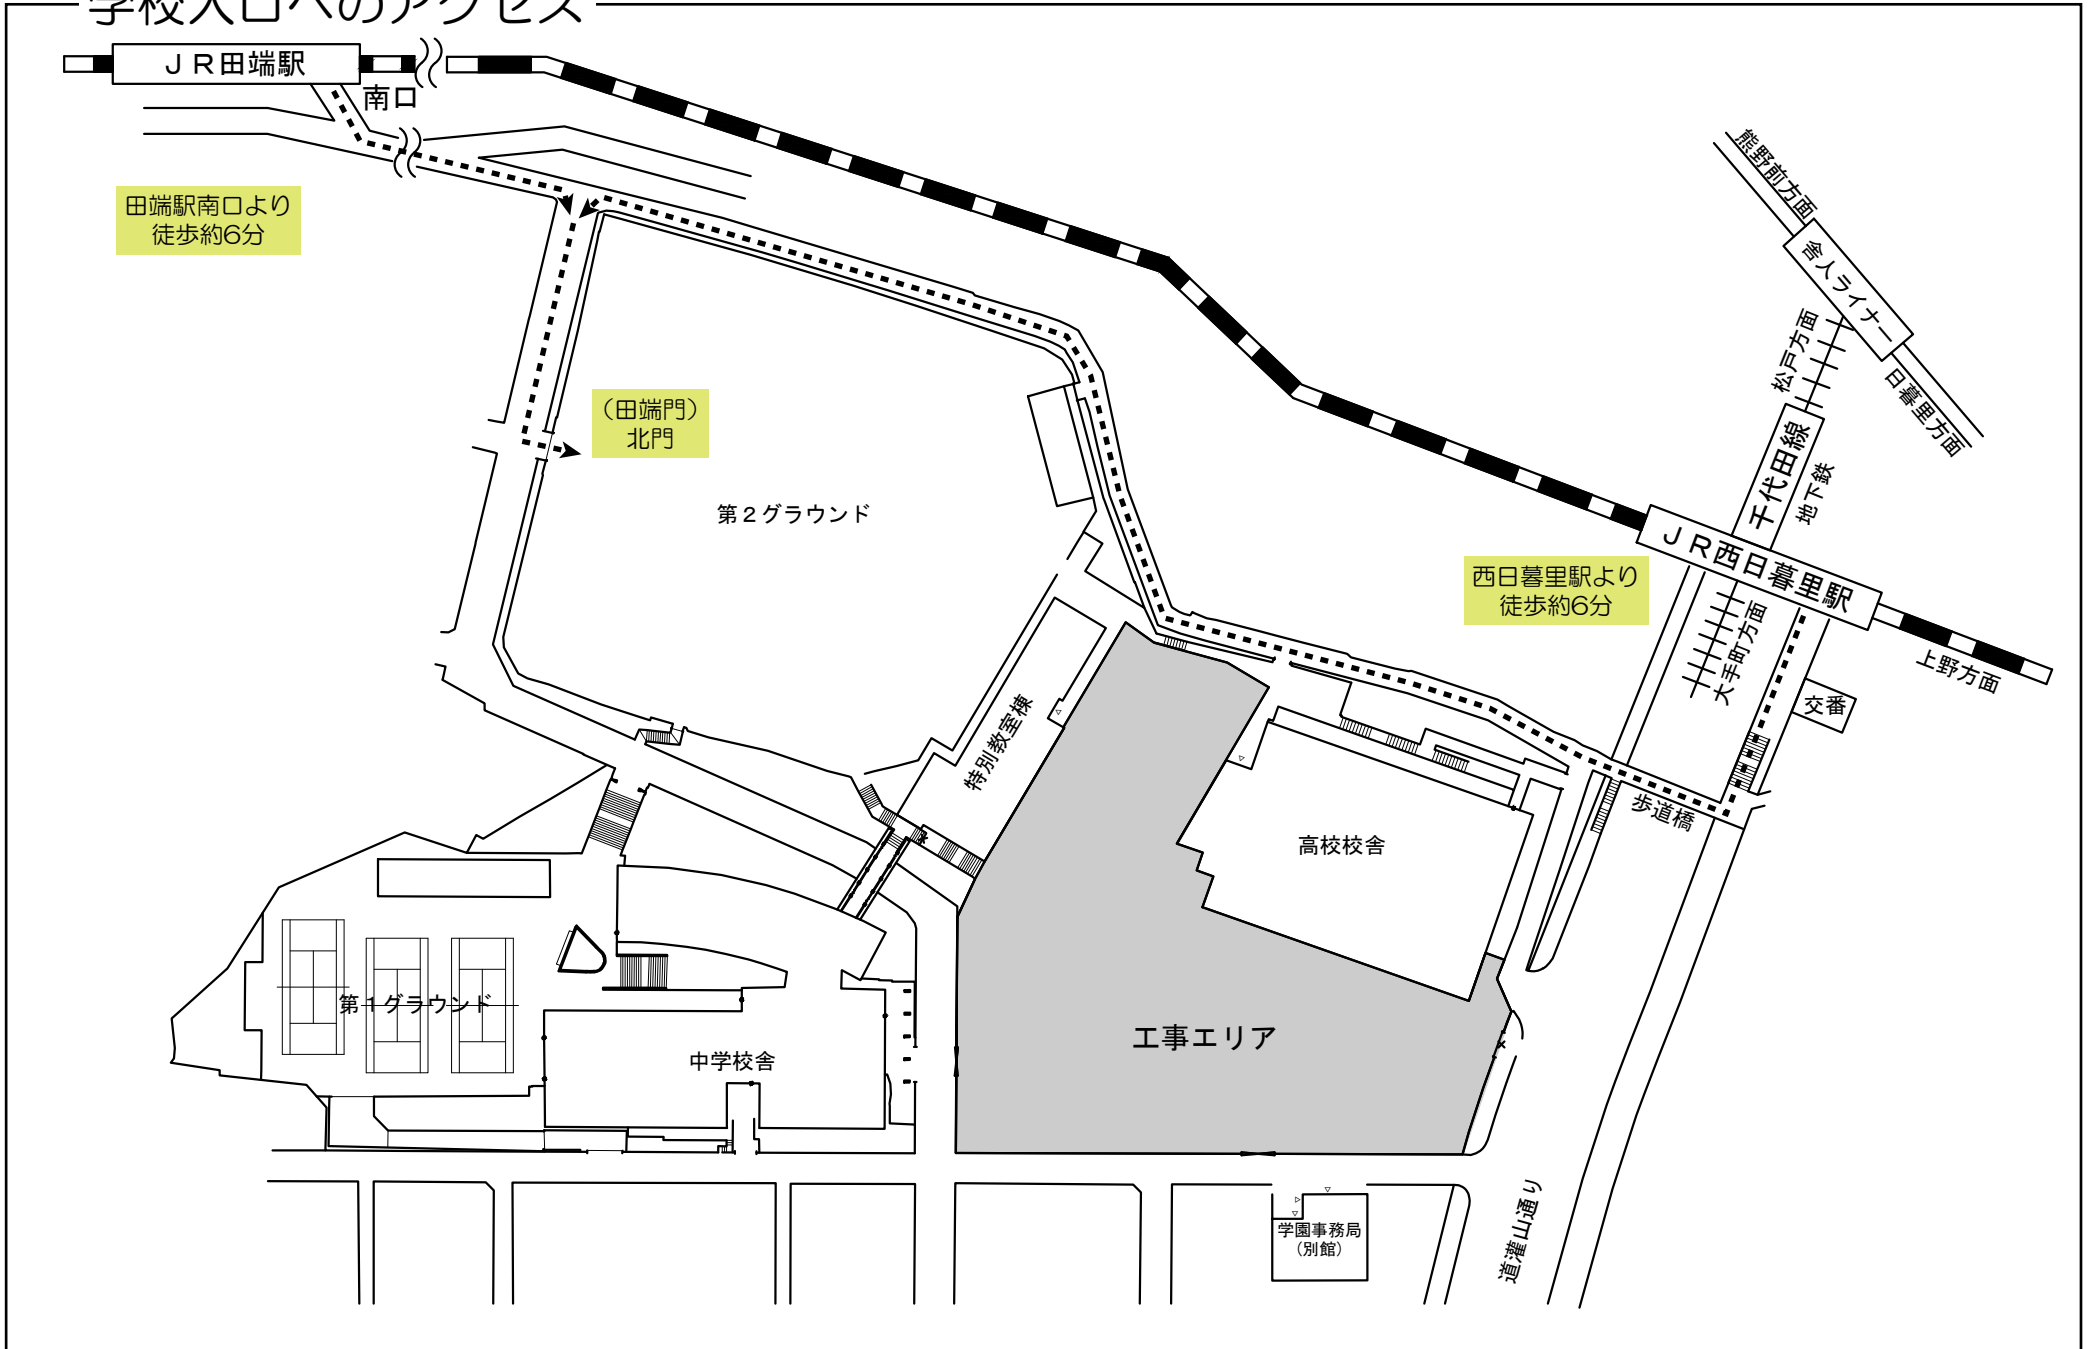 学校入口へのアクセス
ＪＲ田端駅
南口
田端駅南口より
徒歩約6分
（田端門）
北門
第２グラウンド
熊野前方面
舎人ライナー
日暮里方面
松戸方面
千代田線
地下鉄
ＪＲ西日暮里駅
西日暮里駅より
徒歩約6分
大手町方面
上野方面
交番
歩道橋
特別教室棟
高校校舎
第１グラウンド
中学校舎
工事エリア
学園事務局
（別館）
道灌山通り